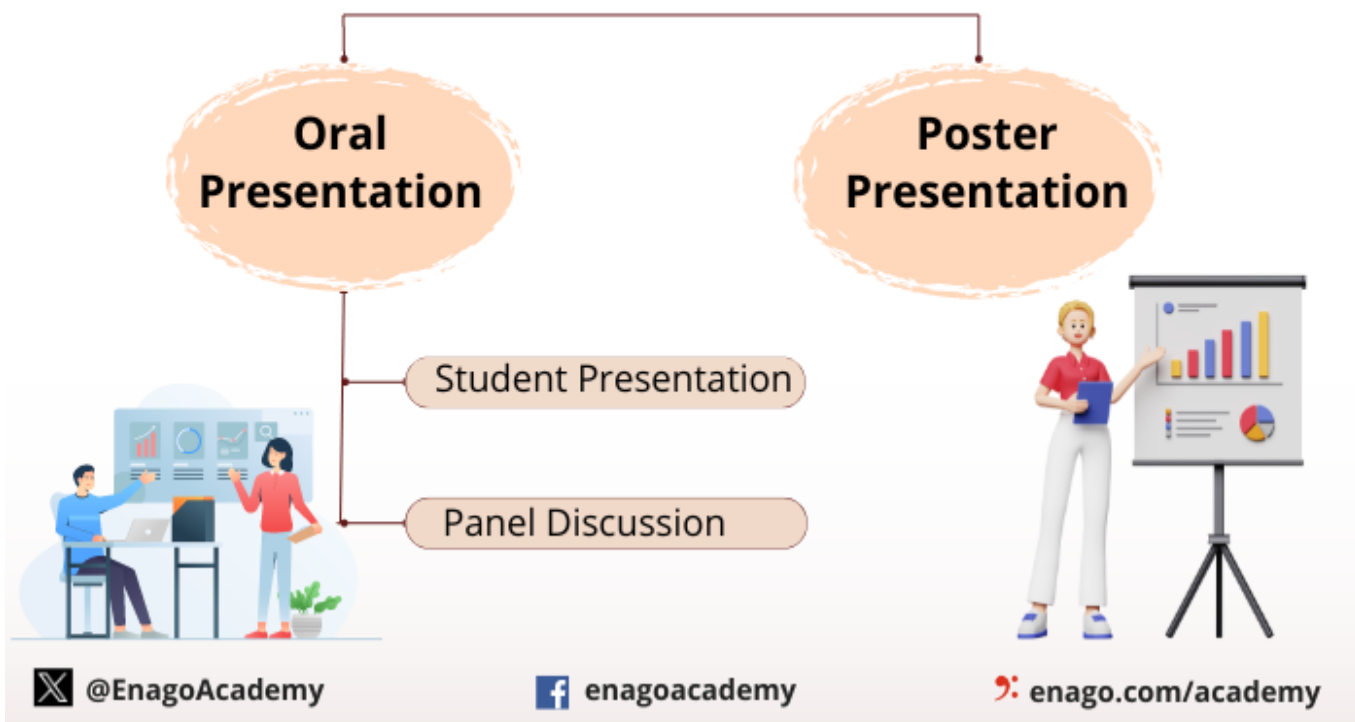 Oral
Presentation
Poster
Presentation
Student Presentation
Panel Discussion
@EnagoAcademy
enagoacademy
enago.com/academy